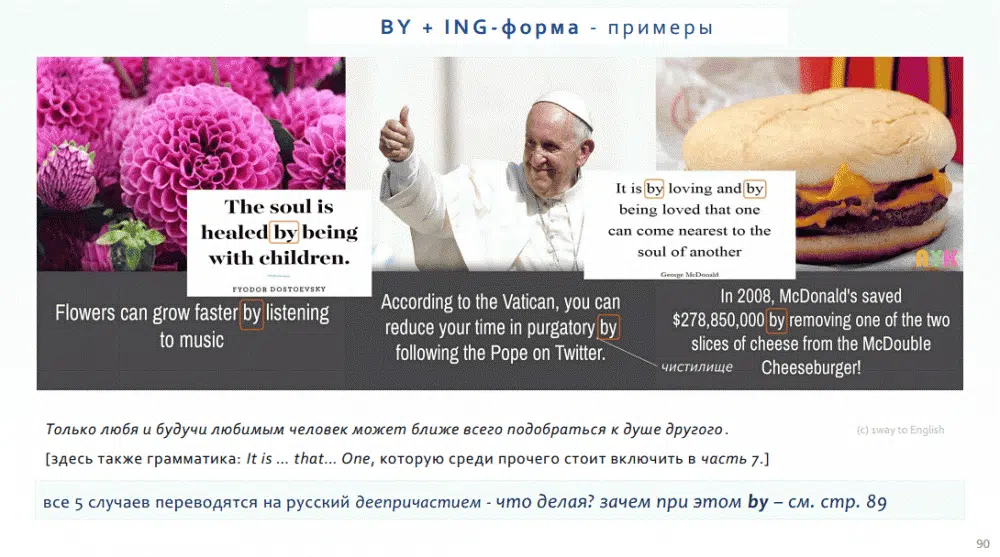 BY + ING-форма - примеры
The soul is
healed by being
with children.
FYODOR DOSTOEVSKY
It is by loving and by
being loved that one
can come nearest to the
soul of another
George McDonald
Flowers can grow faster by listening
to music
According to the Vatican, you can
reduce your time in purgatory by
following the Pope on Twitter.
In 2008, McDonald's saved
$278,850,000 by removing one of the two
slices of cheese from the McDouble
Cheeseburger!
чистилище
Только любя и будучи любимым человек может ближе всего подобраться к душе другого.
(c) 1way to English
[здесь также грамматика: It is ... that... One, которую среди прочего стоит включить в часть 7.]
все 5 случаев переводятся на русский деепричастием - что делая? зачем при этом by – см. стр. 89
90